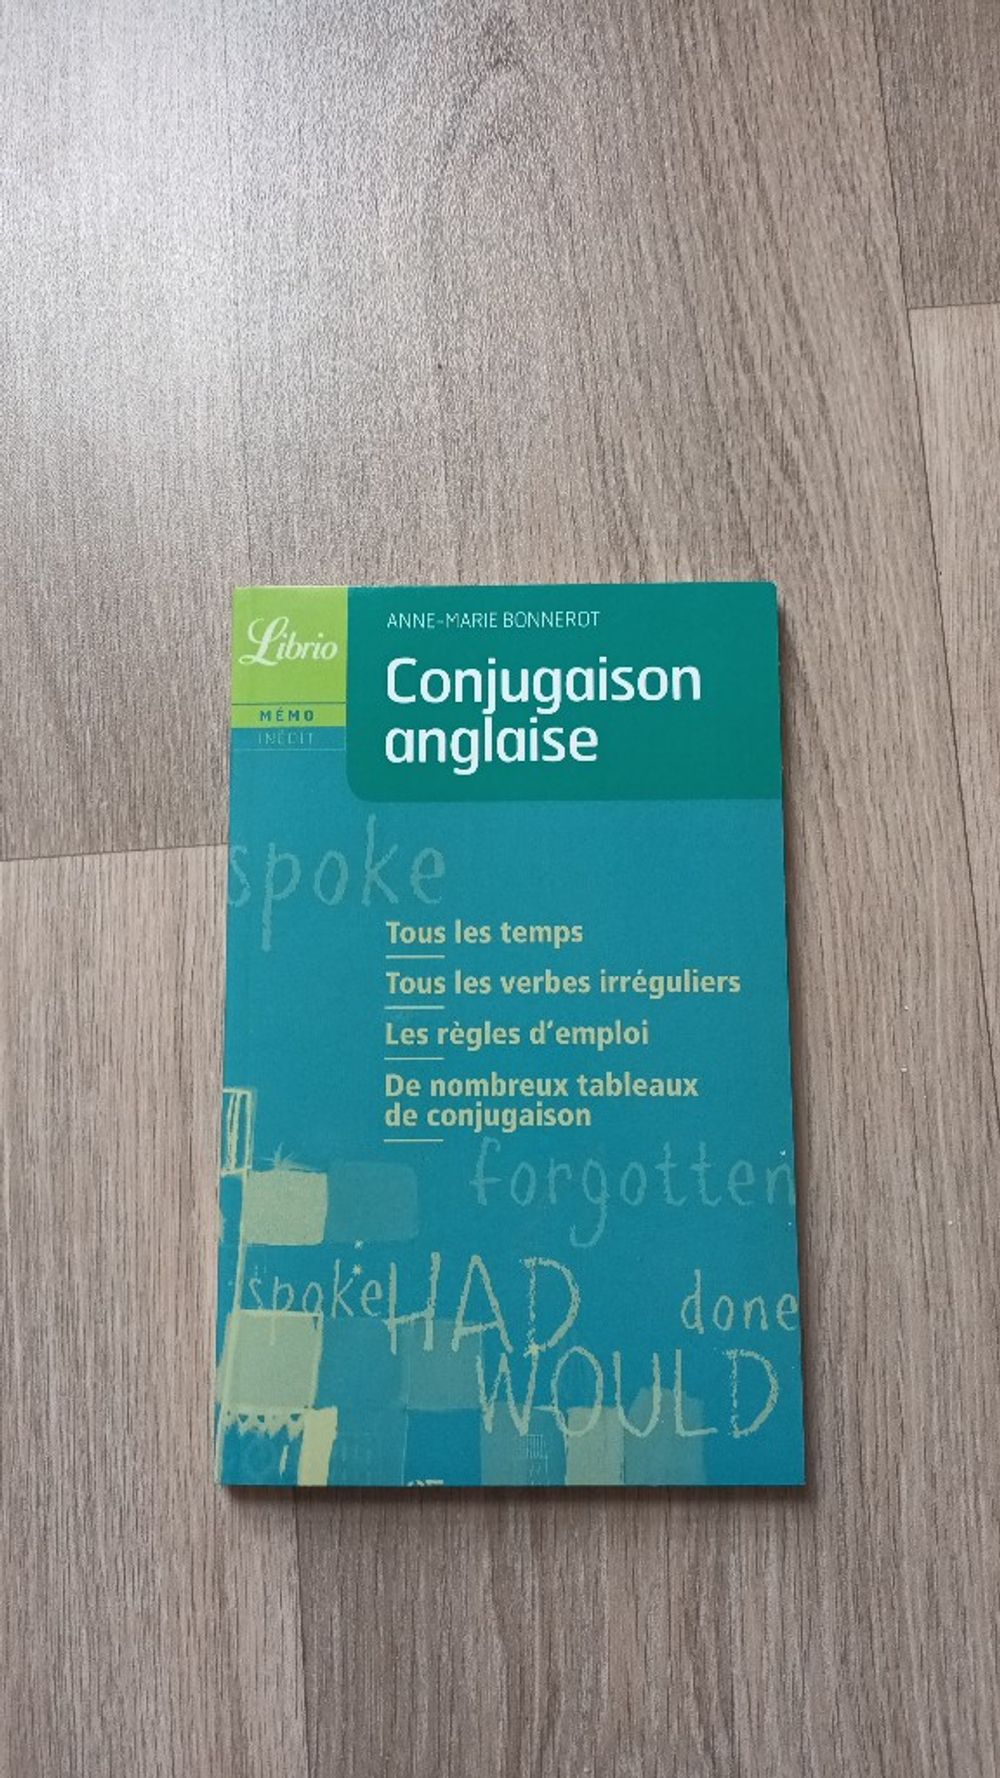 Librio
MÉMO
INÉDIT
ANNE-MARIE BONNEROT
Conjugaison
anglaise
spoke
Tous les temps
Tous les verbes irréguliers
Les règles d'emploi
De nombreux tableaux
de conjugaison
forgotten
spoke
HAD
done
WOULD